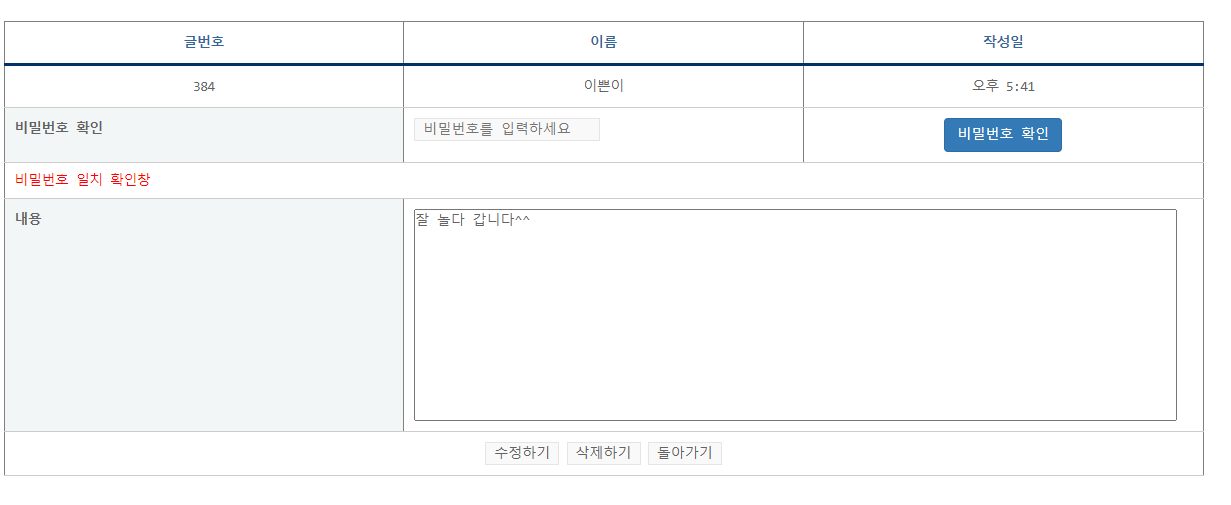 글번호 이름 작성일
384 이쁜이 오후 5:41
비밀번호 확인 비밀번호를 입력하세요 비밀번호 확인
비밀번호 일치 확인창
내용 잘 놀다 갑니다^^
수정하기 삭제하기 돌아가기